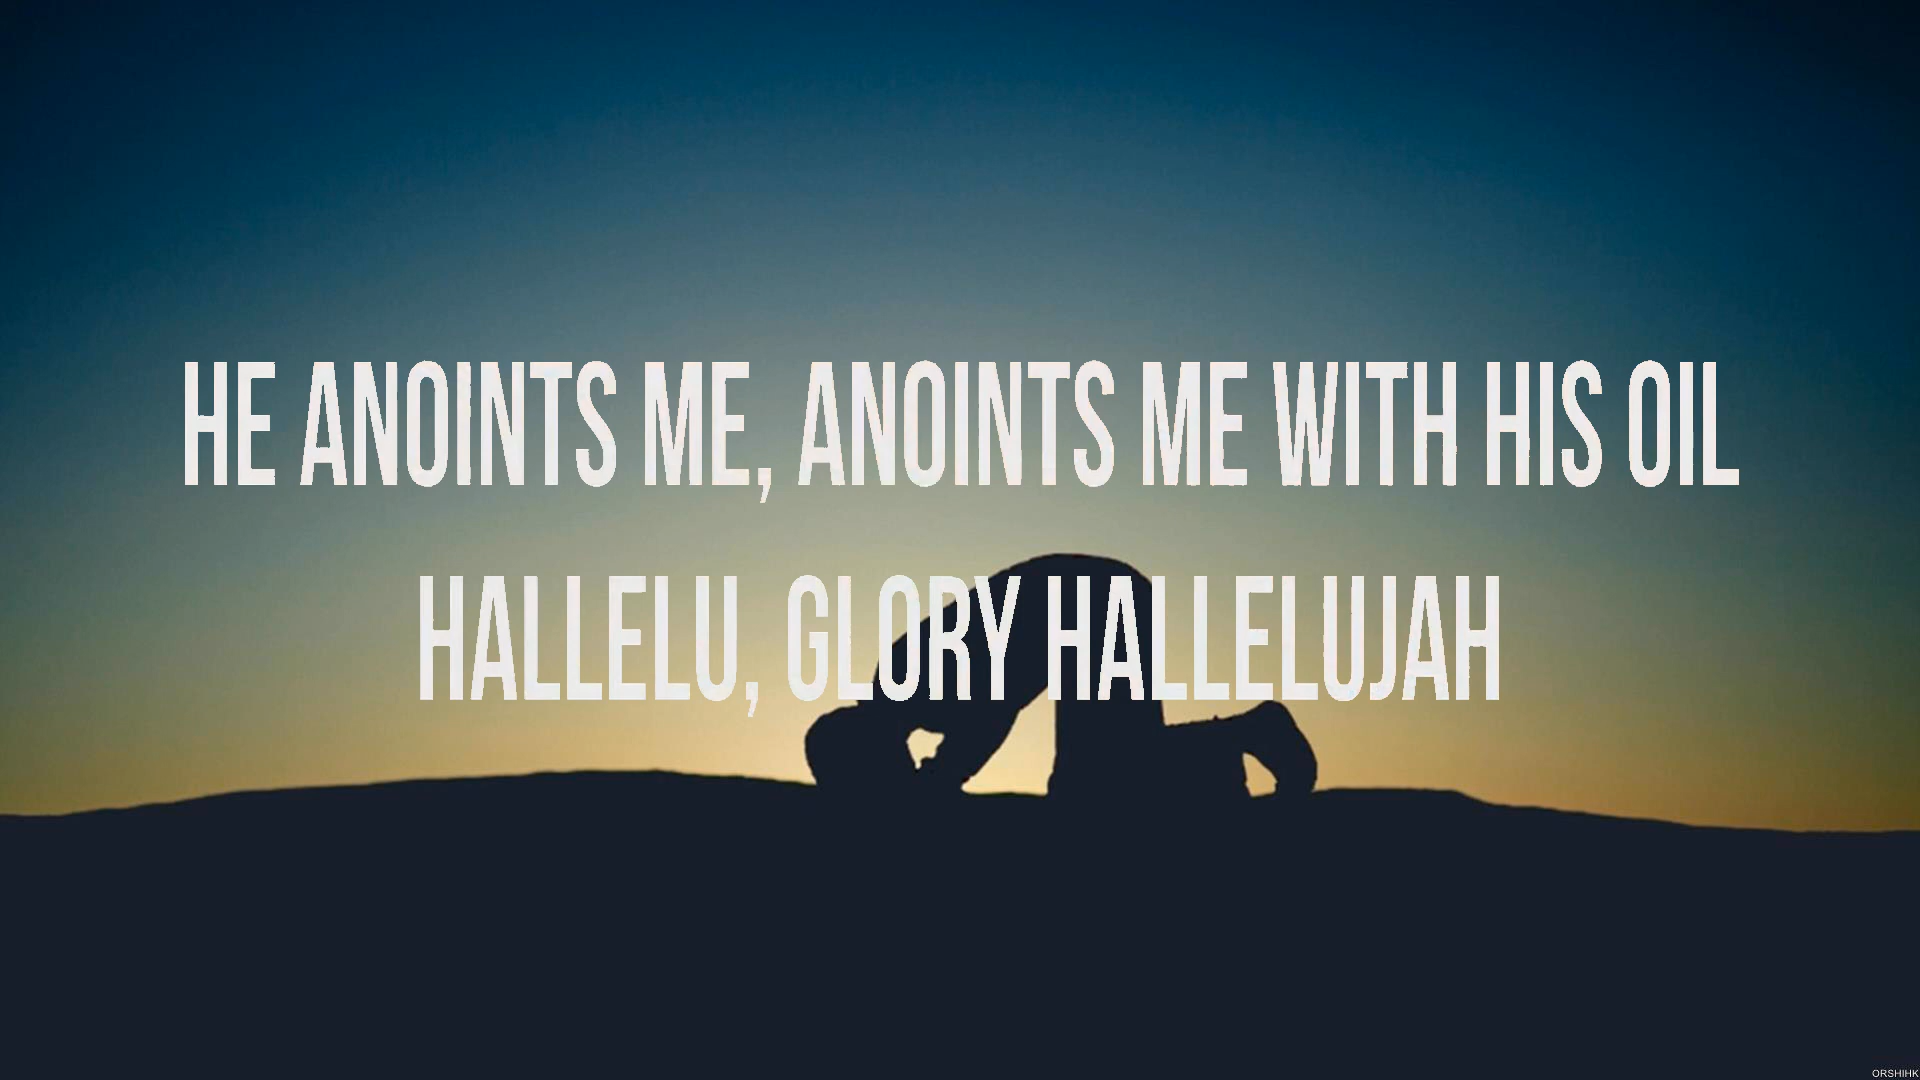 HE ANOINTS ME, ANOINTS ME WITH HIS OIL
HALLELU, GLORY HALLELUJAH
ORSHIHK